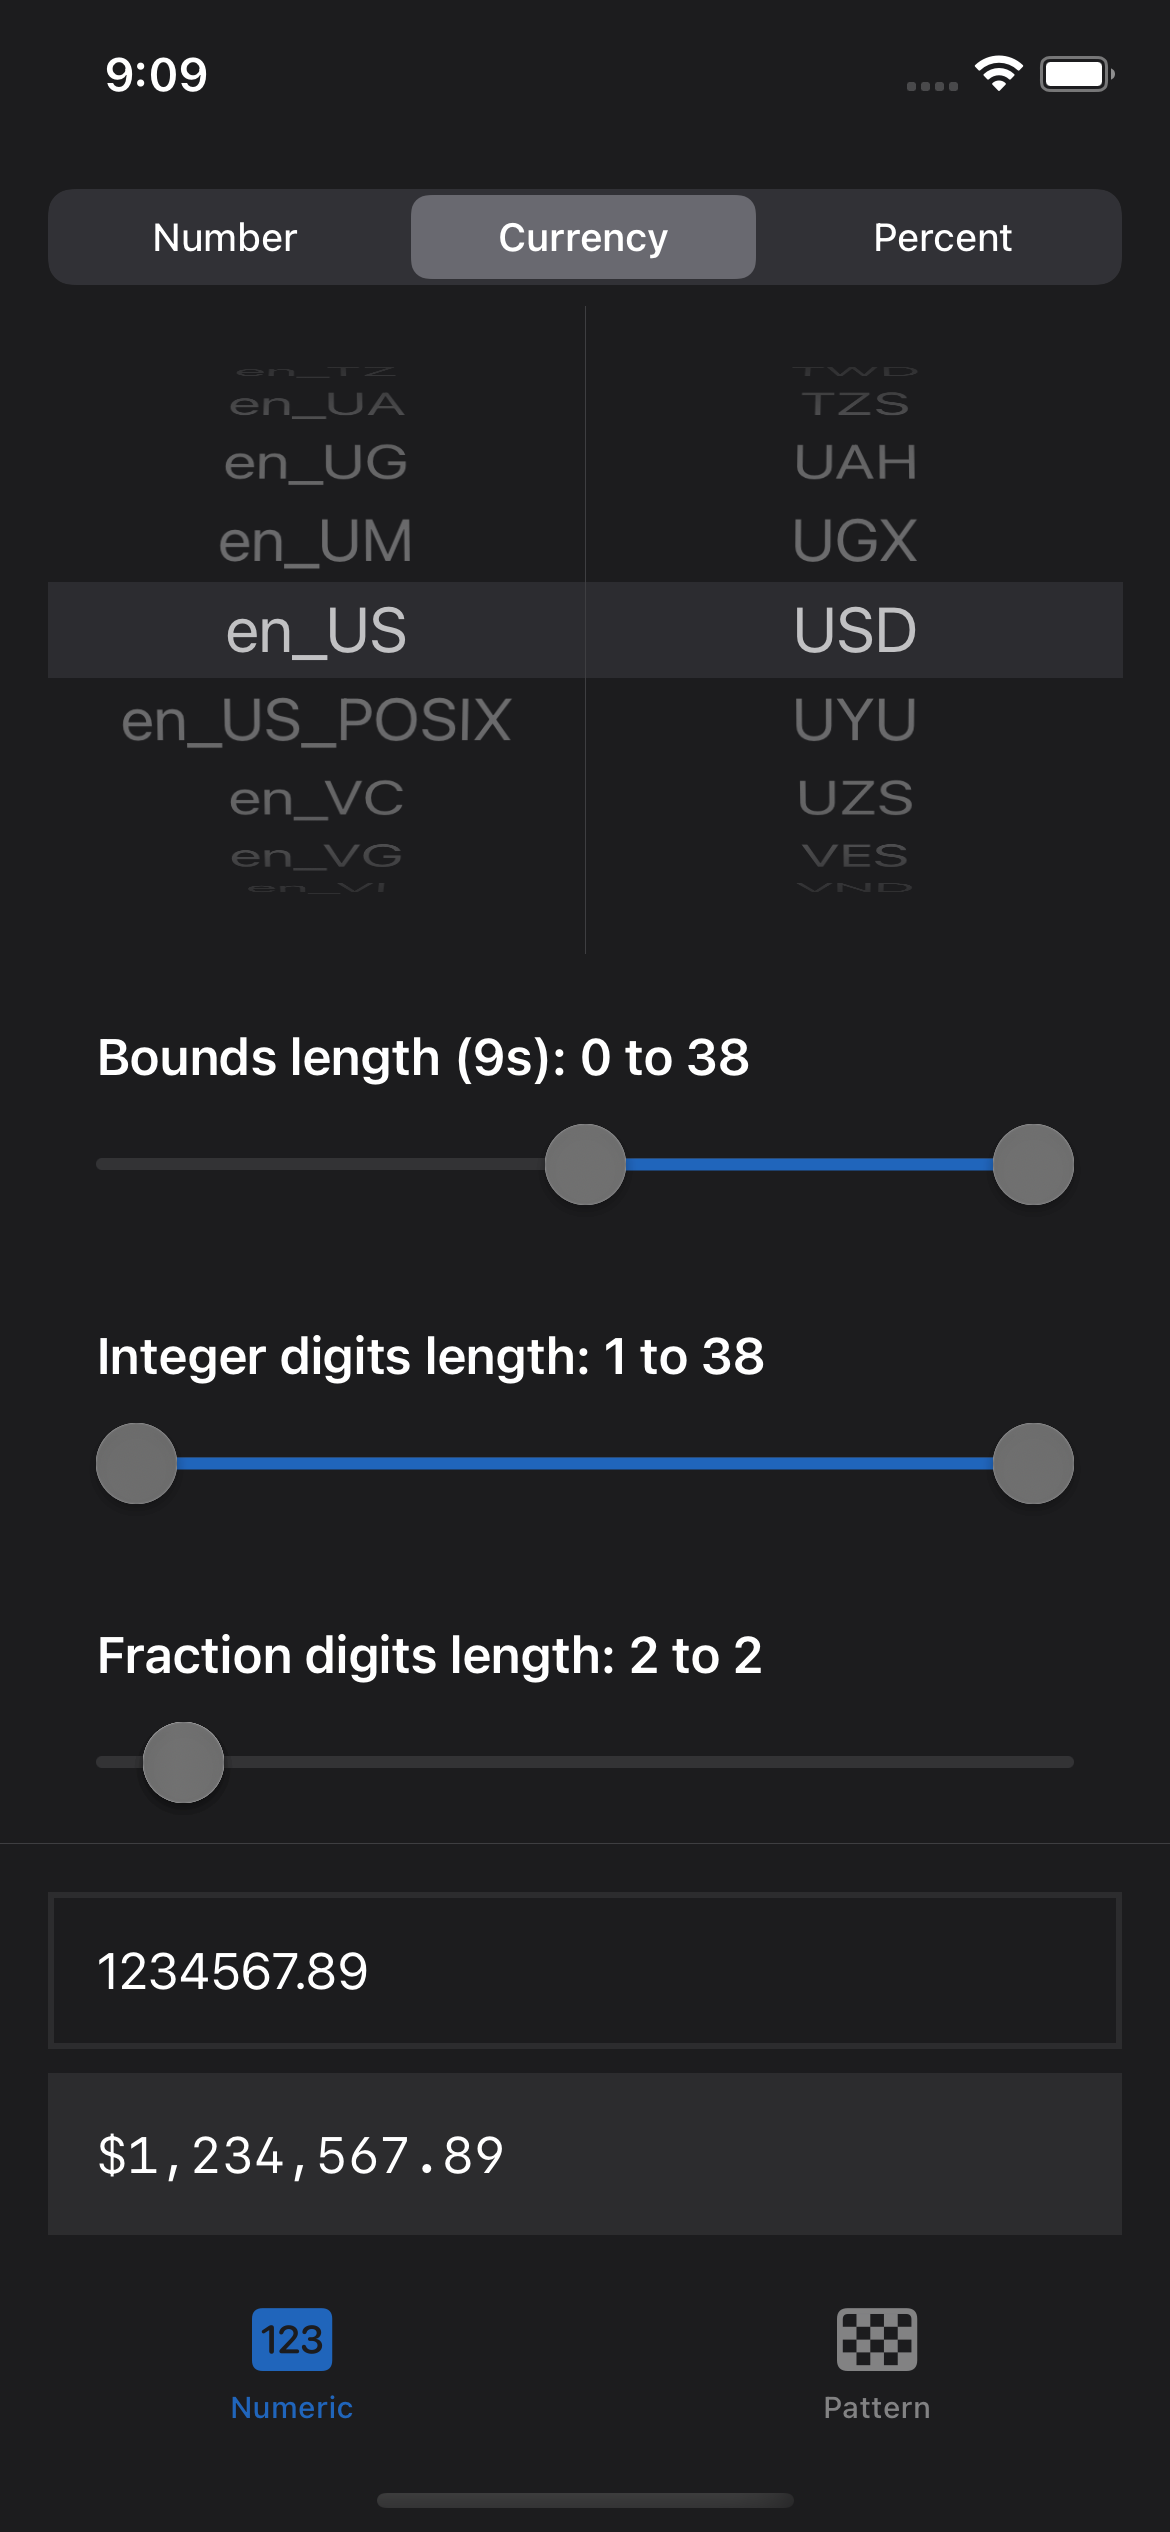 9:09
Number Currency Percent
en_TZ TWD
en_UA TZS
en_UG UAH
en_UM UGX
en_US USD
en_US_POSIX UYU
en_VC UZS
en_VG VES
en_VI VND
Bounds length (9s): 0 to 38
Integer digits length: 1 to 38
Fraction digits length: 2 to 2
1234567.89
$1,234,567.89
123
Numeric Pattern